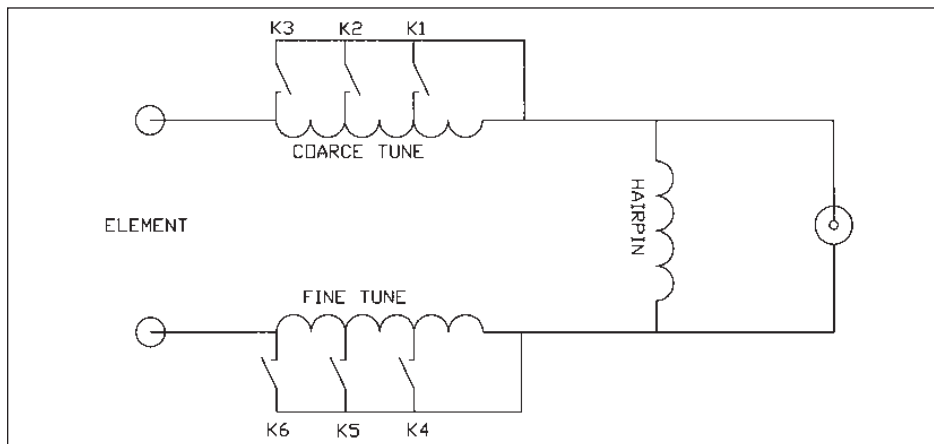 K3 K2 K1
COARCE TUNE
HAIRPIN
ELEMENT
FINE TUNE
K6 K5 K4